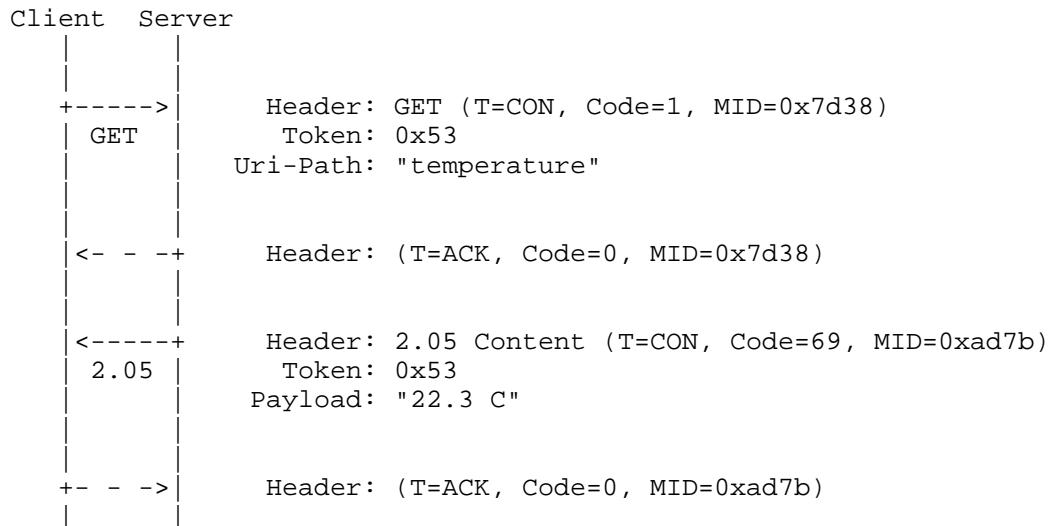 Client Server
+----->| Header: GET (T=CON, Code=1, MID=0x7d38)
| GET | Token: 0x53
Uri-Path: "temperature"
|<- - -+ Header: (T=ACK, Code=0, MID=0x7d38)
|<-----+ Header: 2.05 Content (T=CON, Code=69, MID=0xad7b)
| 2.05 | Token: 0x53
Payload: "22.3 C"
+- - ->| Header: (T=ACK, Code=0, MID=0xad7b)